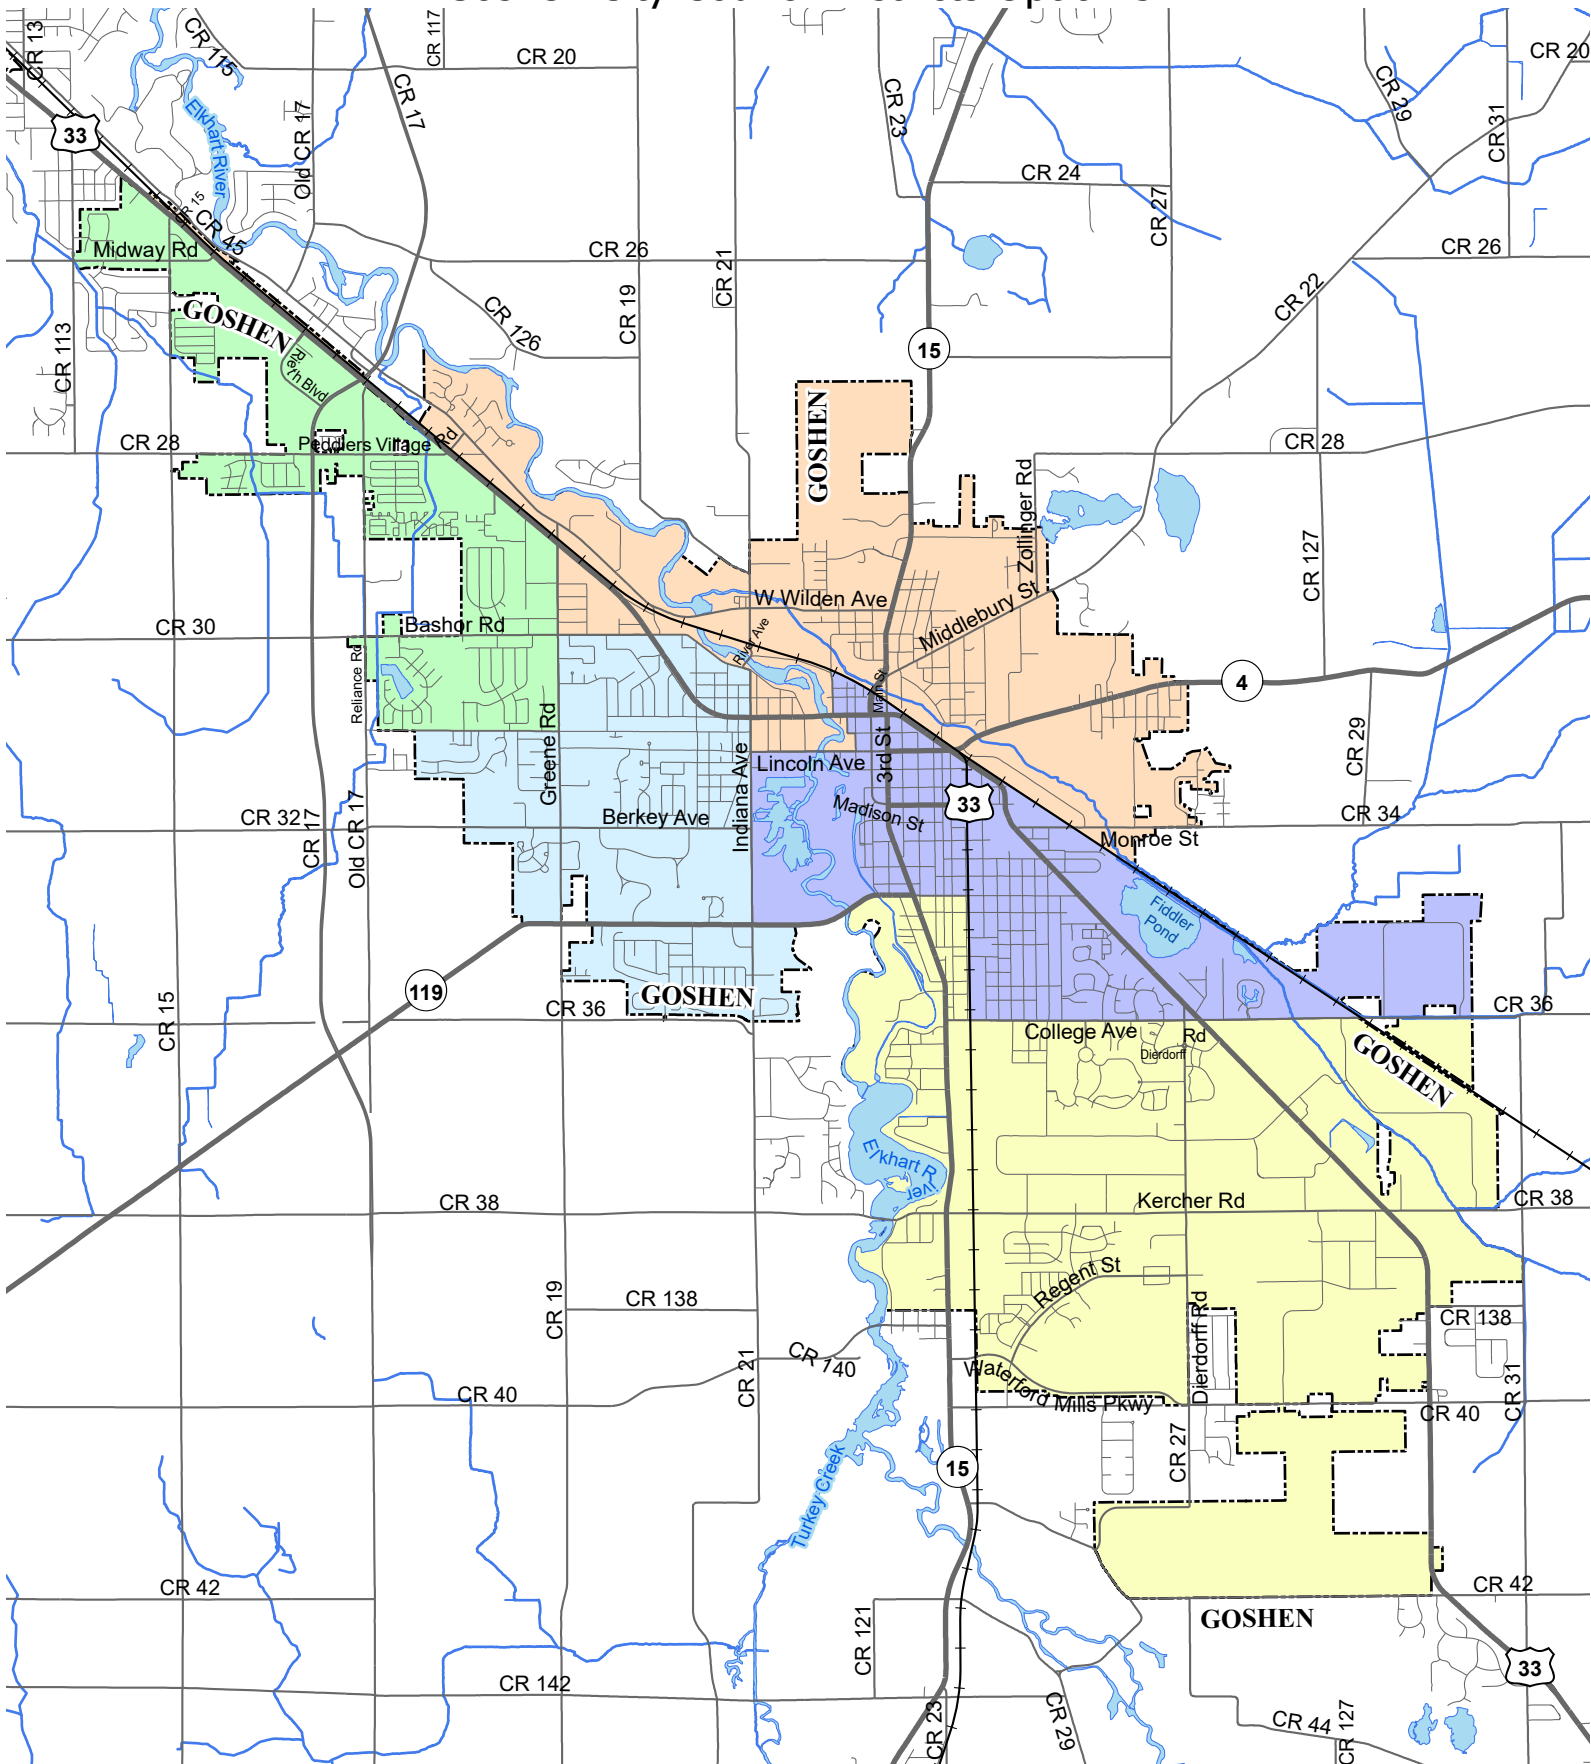 CR 13
CR 115
CR 117
CR 20
CR 17
CR 23
CR 29
CR 31
CR 20
33
Elkhart River
Old CR 17
CR 24
CR 27
CR 45
Midway Rd
CR 26
CR 21
CR 19
CR 26
CR 22
GOSHEN
CR 126
CR 113
15
Rieth Blvd
GOSHEN
CR 28
Peddlers Village
Rd
CR 28
Zollinger Rd
CR 127
W Wilden Ave
Middlebury St
CR 30
Bashor Rd
River Ave
Reliance Rd
Main St
4
Greene Rd
Indiana Ave
3rd St
CR 29
Lincoln Ave
33
Madison St
CR 32
CR 17
Old CR 17
Berkey Ave
CR 34
Monroe St
Fiddler
Pond
119
GOSHEN
CR 36
CR 15
CR 36
College Ave
Rd
Dierdorff
GOSHEN
Elkhart River
CR 38
Kercher Rd
CR 38
Regent St
CR 19
CR 138
Dierdorff Rd
CR 138
CR 140
CR 21
Waterford Mills Pkwy
CR 31
CR 40
CR 40
CR 27
15
Turkey Creek
CR 42
CR 42
GOSHEN
CR 121
33
CR 142
CR 23
CR 29
CR 44
CR 127